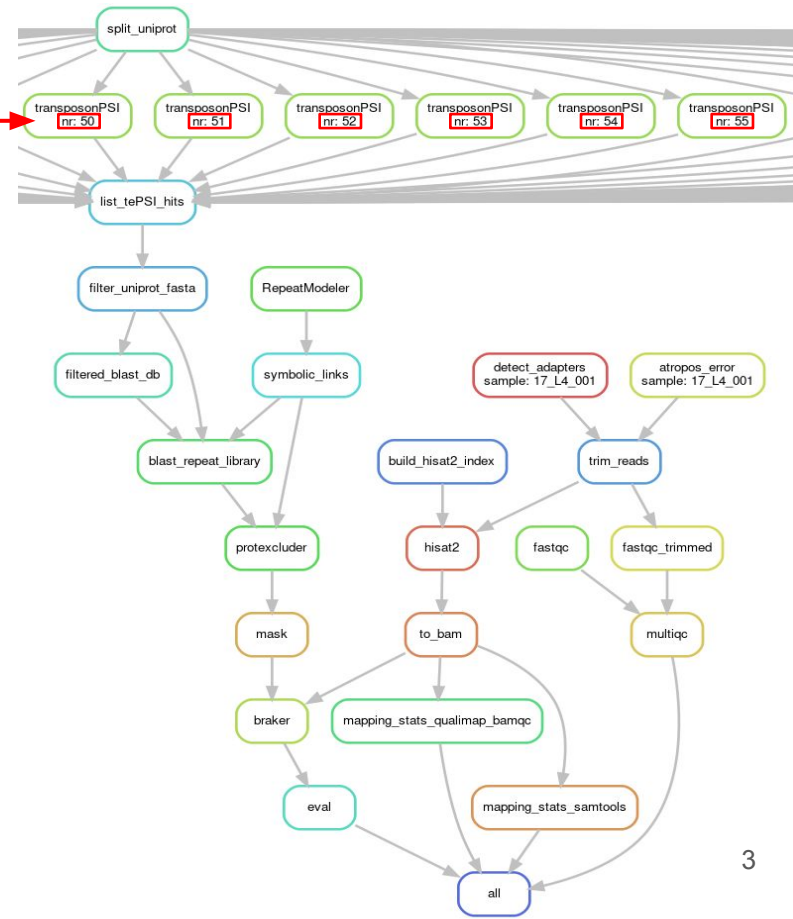 split_uniprot
transposonPSI
nr: 50
transposonPSI
nr: 51
transposonPSI
nr: 52
transposonPSI
nr: 53
transposonPSI
nr: 54
transposonPSI
nr: 55
list_tePSI_hits
filter_uniprot_fasta
RepeatModeler
filtered_blast_db
symbolic_links
detect_adapters
sample: 17_L4_001
atropos_error
sample: 17_L4_001
blast_repeat_library
build_hisat2_index
trim_reads
protexcluder
hisat2
fastqc
fastqc_trimmed
mask
to_bam
multiqc
braker
mapping_stats_qualimap_bamqc
eval
mapping_stats_samtools
3
all